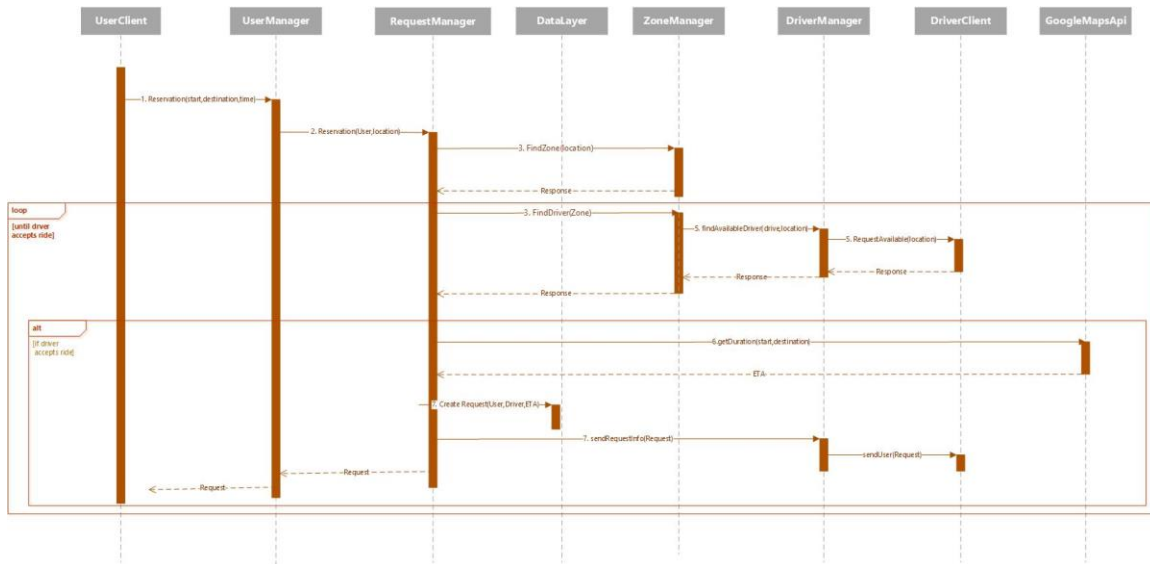 UserClient
UserManager
RequestManager
DataLayer
ZoneManager
DriverManager
DriverClient
GoogleMapsApi
1. Reservation(start,destination,time)
2. Reservation(User,location)
3. FindZone(location)
Response
loop
[until drver
accepts ride]
3. FindDriver(Zone)
5. findAvailableDriver( drive,location)
5. RequestAvailable(location)
Response
Response
Response
alt
[if driver
accepts ride]
6.getDuration(start,destination)
ETA
Create Request(User,Driver,ETA)
7. sendRequestInfo(Request)
sendUser(Request)
Request
Request